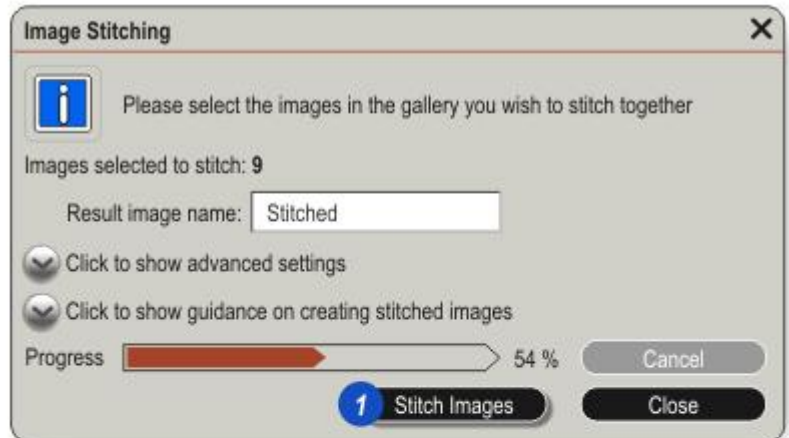 Image Stitching
Please select the images in the gallery you wish to stitch together
Images selected to stitch: 9
Result image name: Stitched
Click to show advanced settings
Click to show guidance on creating stitched images
Progress 54 % Cancel
1 Stitch Images Close